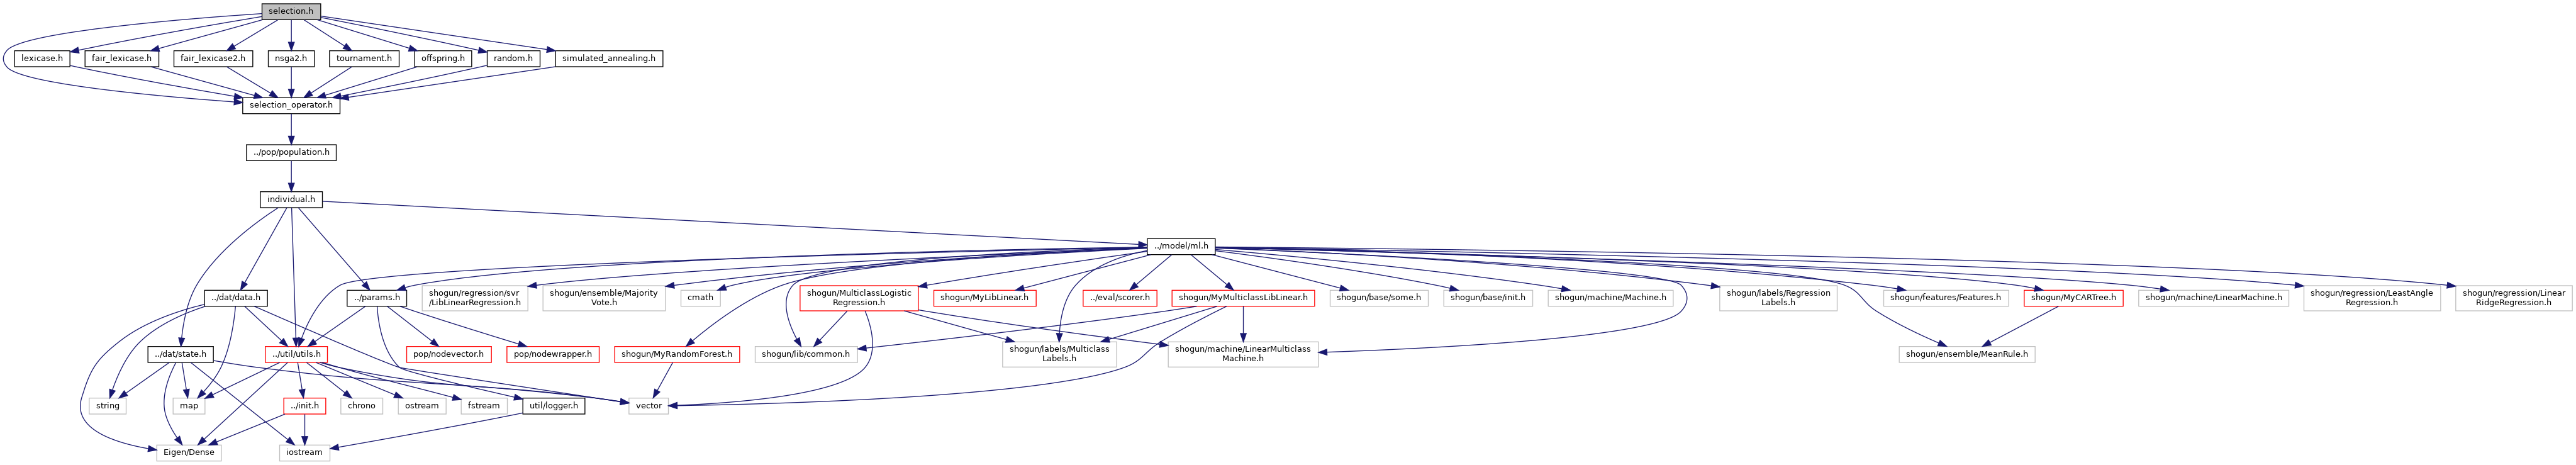 selection.h
lexicase.h
fair_lexicase.h
fair_lexicase2.h
nsga2.h
tournament.h
offspring.h
random.h
simulated_annealing.h
selection_operator.h
../pop/population.h
individual.h
../model/ml.h
../dat/data.h
../params.h
shogun/regression/svr
/LibLinearRegression.h
shogun/ensemble/Majority
Vote.h
cmath
shogun/MulticlassLogistic
Regression.h
shogun/MyLibLinear.h
../eval/scorer.h
shogun/MyMulticlassLibLinear.h
shogun/base/some.h
shogun/base/init.h
shogun/machine/Machine.h
shogun/labels/Regression
Labels.h
shogun/features/Features.h
shogun/MyCARTree.h
shogun/machine/LinearMachine.h
shogun/regression/LeastAngle
Regression.h
shogun/regression/Linear
RidgeRegression.h
../dat/state.h
../util/utils.h
pop/nodevector.h
pop/nodewrapper.h
shogun/MyRandomForest.h
shogun/lib/common.h
shogun/labels/Multiclass
Labels.h
shogun/machine/LinearMulticlass
Machine.h
shogun/ensemble/MeanRule.h
string
map
../init.h
chrono
ostream
fstream
util/logger.h
vector
Eigen/Dense
iostream